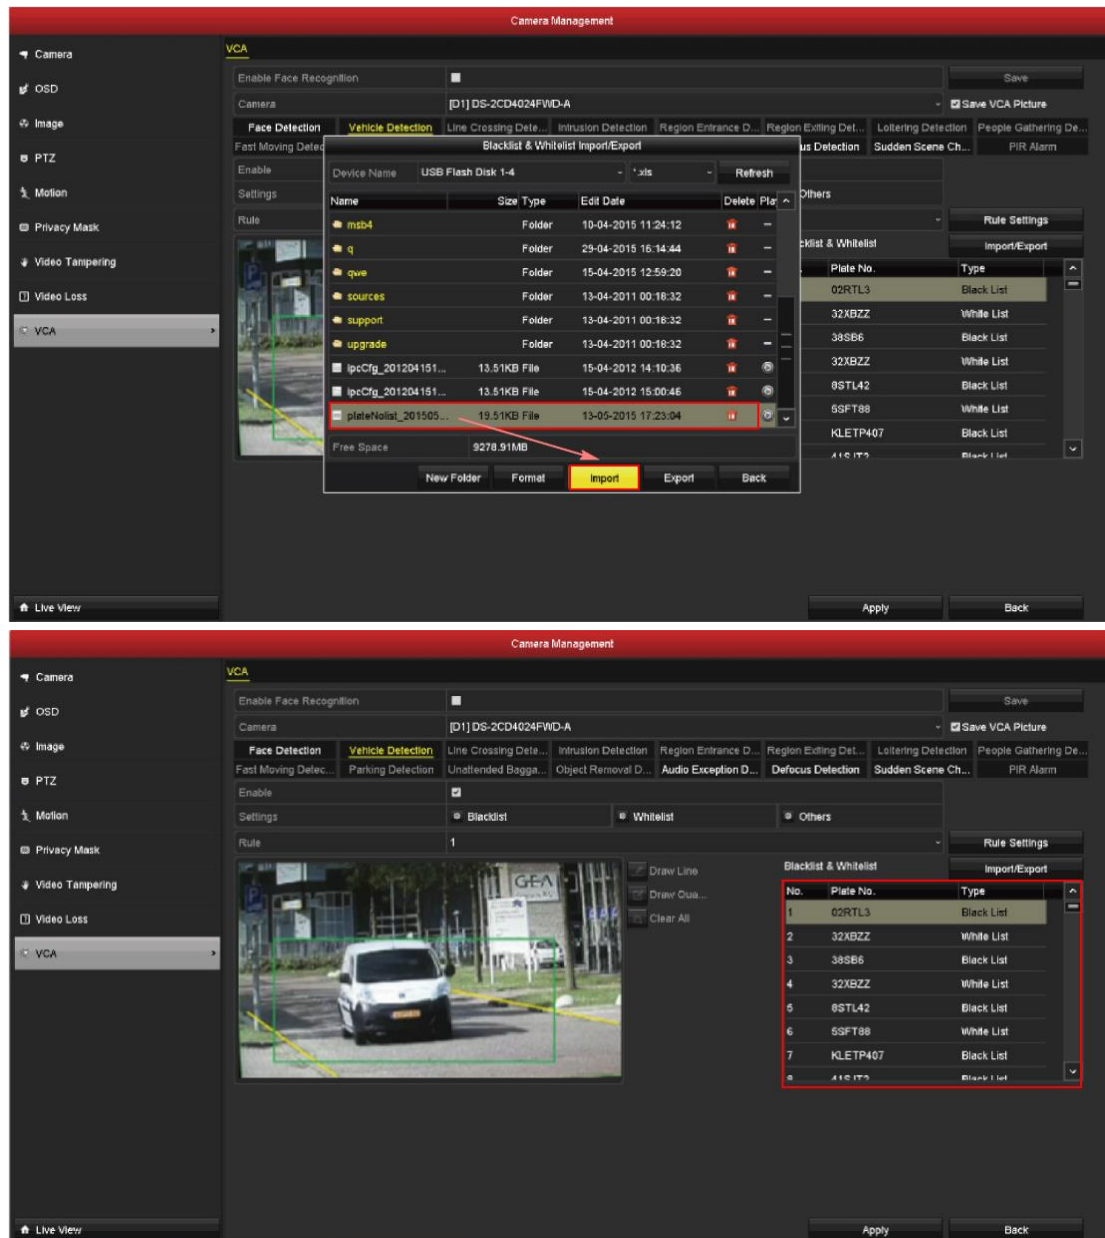 Camera Management
Camera
OSD
Image
PTZ
Motion
Privacy Mask
Video Tampering
Video Loss
VCA
Live View
VCA
Enable Face Recognition
Save
Camera [D1] DS-2CD4024FWD-A Save VCA Picture
Face Detection Vehicle Detection Line Crossing Dete... Intrusion Detection Region Entrance D... Region Exiting Det... Loitering Detection People Gathering De...
Fast Moving Detec Defocus Detection Sudden Scene Ch... PIR Alarm
Enable
Settings Others
Rule Rule Settings
Blacklist & Whitelist Import/Export
Device Name USB Flash Disk 1-4 *.xls Refresh
Name Size Type Edit Date Delete Play
msb4 Folder 10-04-2015 11:24:12 —
q Folder 29-04-2015 16:14:44 —
qwe Folder 15-04-2015 12:59:20 —
sources Folder 13-04-2011 00:18:32 —
support Folder 13-04-2011 00:18:32 —
upgrade Folder 13-04-2011 00:18:32 —
ipcCfg_201204151... 13.51KB File 15-04-2012 14:10:36
ipcCfg_201204151... 13.51KB File 15-04-2012 15:00:46
plateNolist_201505... 19.51KB File 13-05-2015 17:23:04
Free Space 9278.91MB
New Folder Format Import Export Back
cklist & Whitelist Import/Export
Plate No. Type
02RTL3 Black List
32XBZZ White List
38SB6 Black List
32XBZZ White List
8STL42 Black List
5SFT88 White List
KLETP407 Black List
41SJT2 Black List
Apply Back
Camera Management
Camera
OSD
Image
PTZ
Motion
Privacy Mask
Video Tampering
Video Loss
VCA
Live View
VCA
Enable Face Recognition
Save
Camera [D1] DS-2CD4024FWD-A Save VCA Picture
Face Detection Vehicle Detection Line Crossing Dete... Intrusion Detection Region Entrance D... Region Exiting Det... Loitering Detection People Gathering De...
Fast Moving Detec... Parking Detection Unattended Bagga... Object Removal D... Audio Exception D... Defocus Detection Sudden Scene Ch... PIR Alarm
Enable
Settings Blacklist Whitelist Others
Rule 1 Rule Settings
P
GEA
Draw Line
Draw Qua...
Clear All
Blacklist & Whitelist Import/Export
No. Plate No. Type
1 02RTL3 Black List
2 32XBZZ White List
3 38SB6 Black List
4 32XBZZ White List
5 8STL42 Black List
6 5SFT88 White List
7 KLETP407 Black List
8 41SJT2 Black List
Apply Back